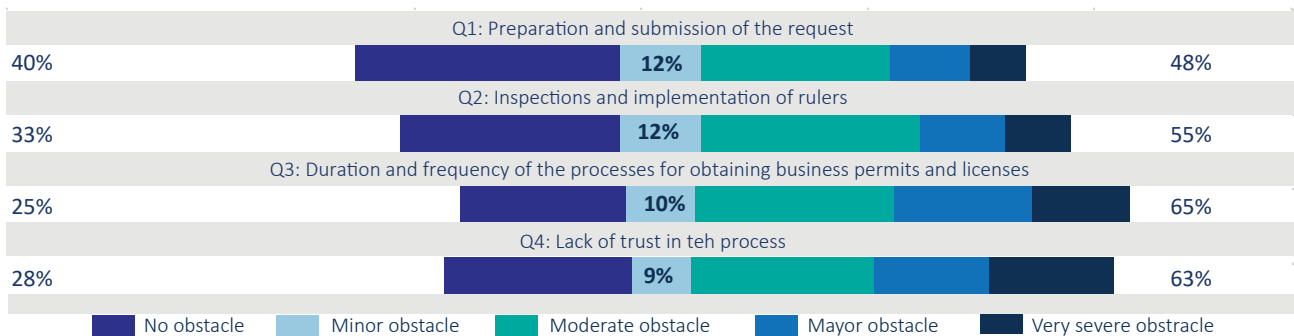 Q1: Preparation and submission of the request
40% 12% 48%
Q2: Inspections and implementation of rulers
33% 12% 55%
Q3: Duration and frequency of the processes for obtaining business permits and licenses
25% 10% 65%
Q4: Lack of trust in teh process
28% 9% 63%
No obstacle Minor obstacle Moderate obstacle Mayor obstacle Very severe obstracle